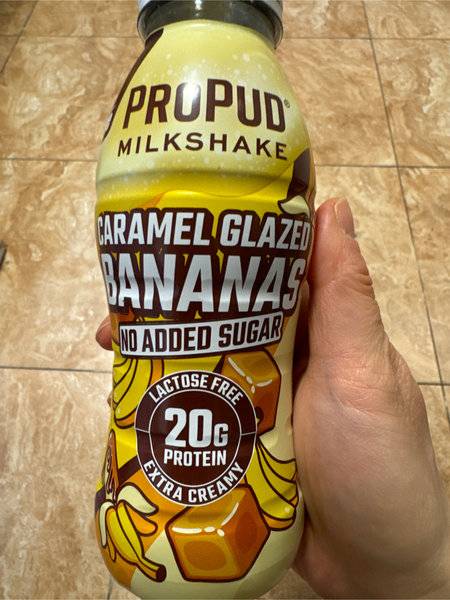 PROPUD®
MILKSHAKE
CARAMEL GLAZED
BANANAS
NO ADDED SUGAR
LACTOSE FREE
20G
PROTEIN
EXTRA CREAMY